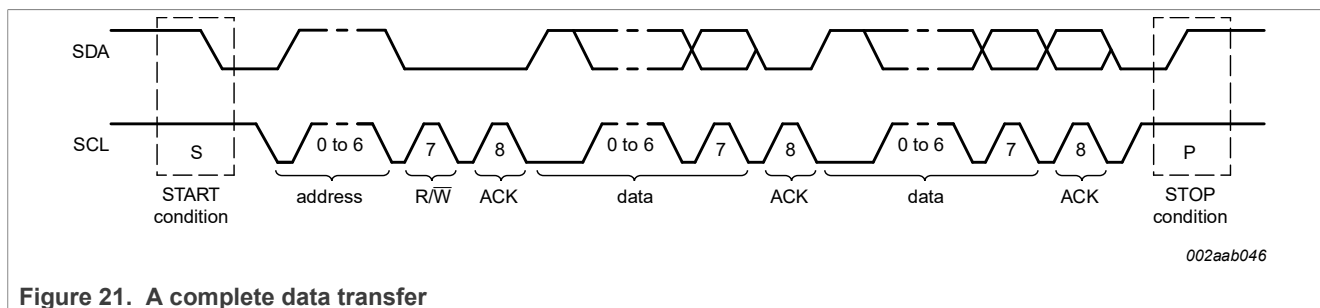 SDA
SCL
S
0 to 6
7
8
0 to 6
7
8
0 to 6
7
8
P
START
condition
address
R/W̅
ACK
data
ACK
data
ACK
STOP
condition
002aab046
Figure 21. A complete data transfer